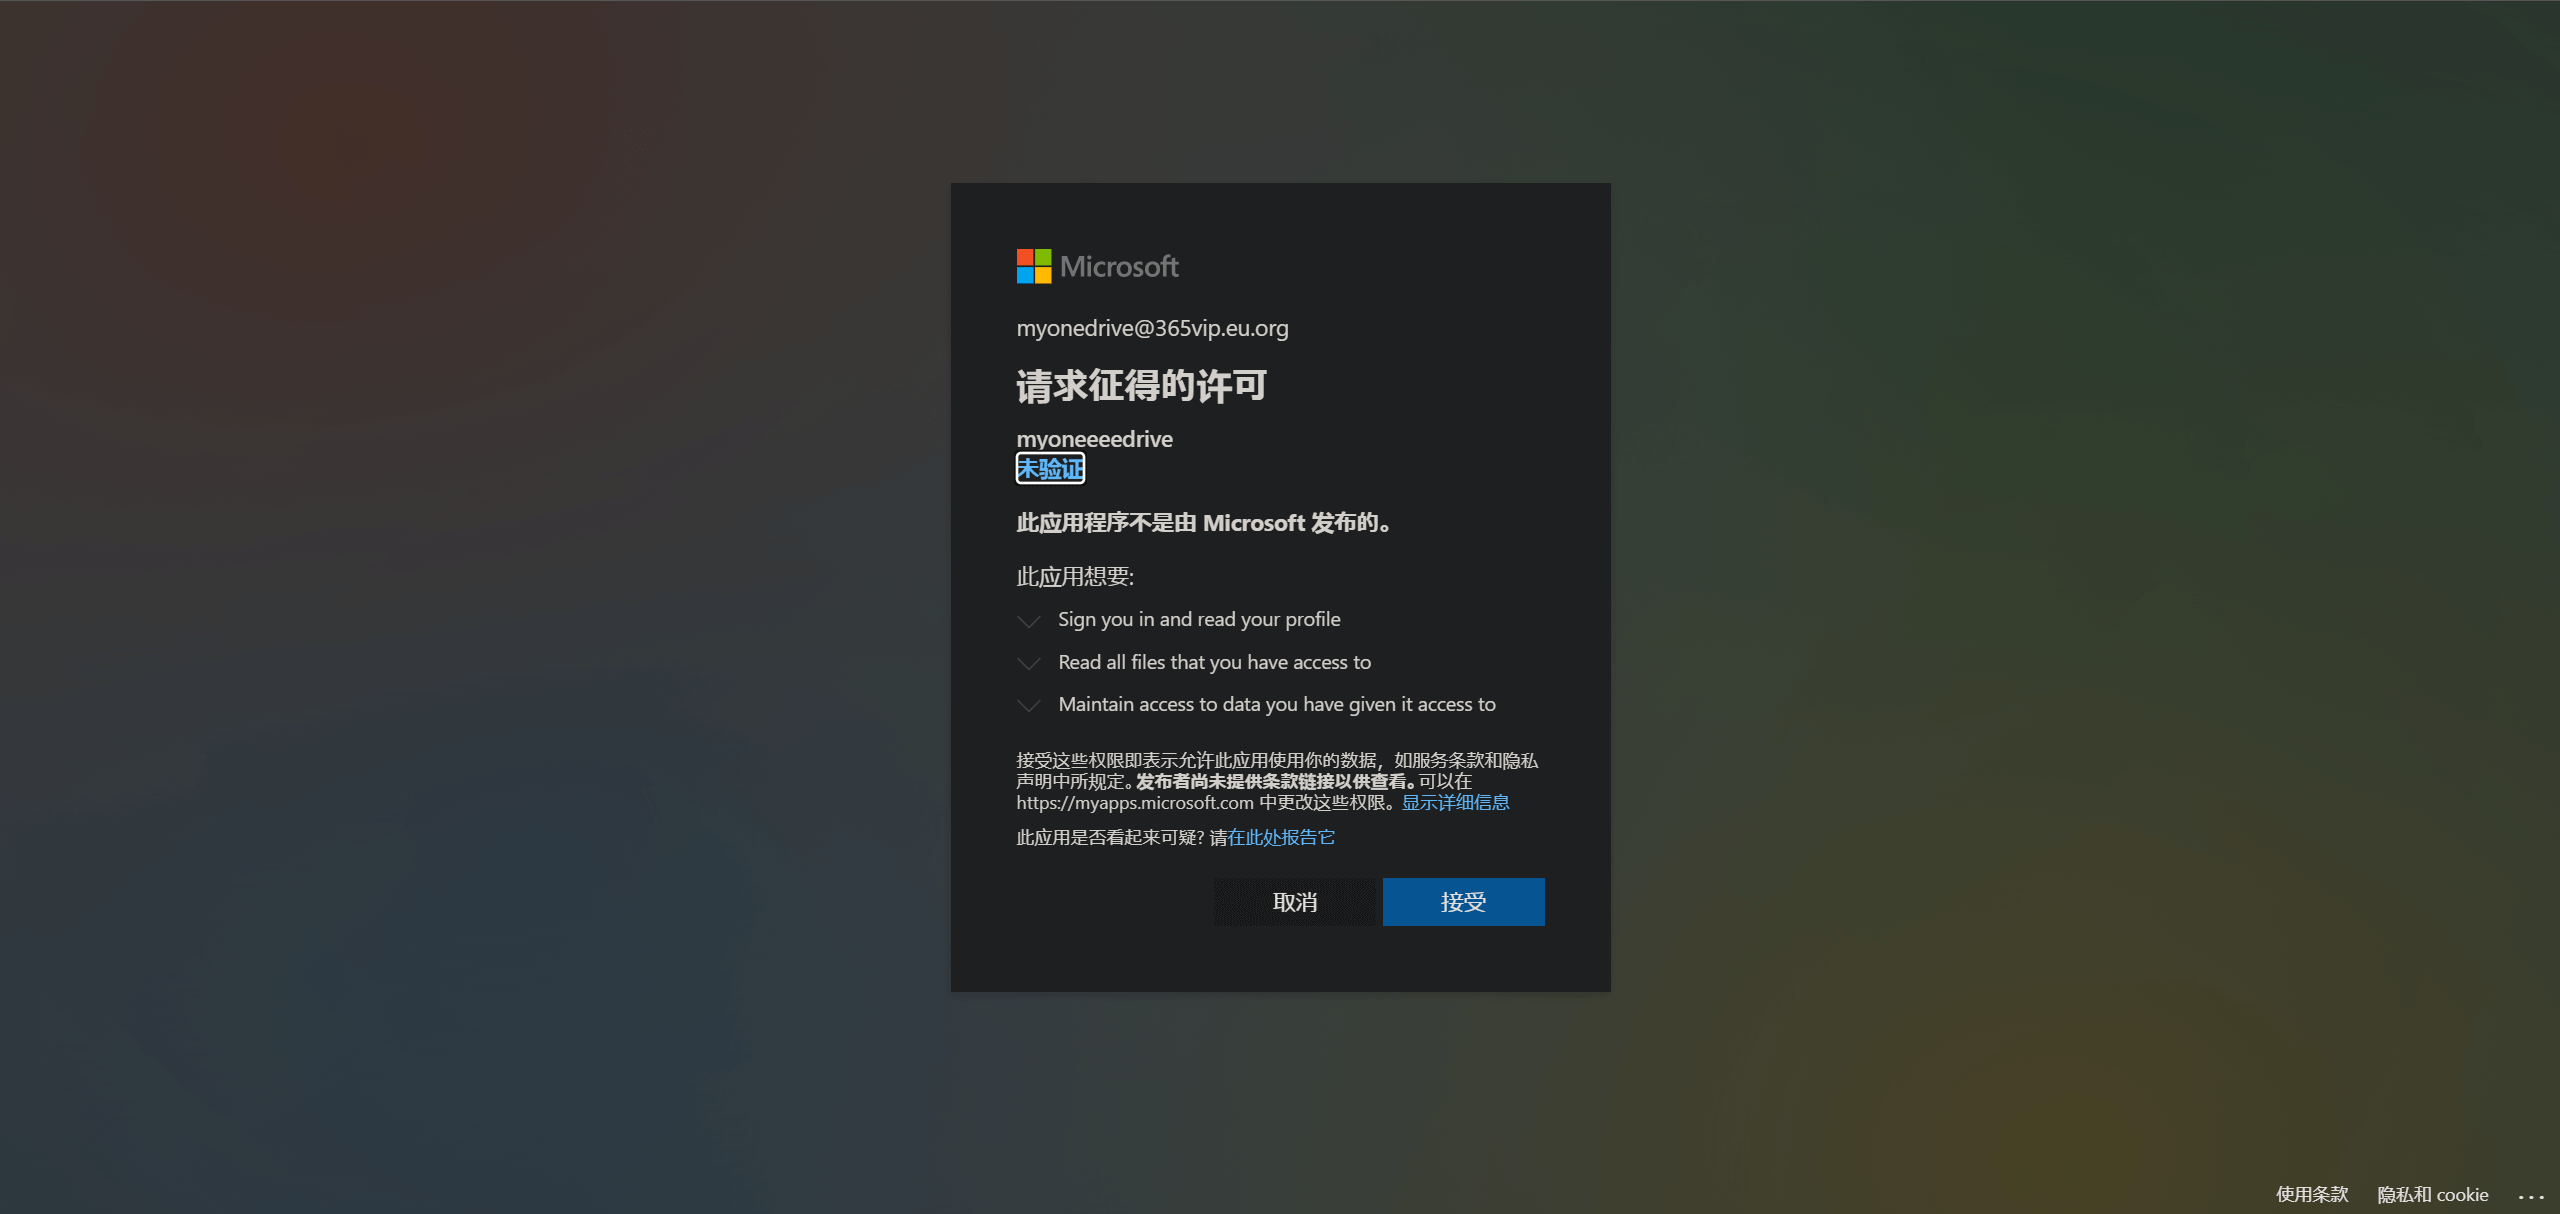 Microsoft
myonedrive@365vip.eu.org
请求征得的许可
myoneeeedrive
未验证
此应用程序不是由 Microsoft 发布的。
此应用想要:
Sign you in and read your profile
Read all files that you have access to
Maintain access to data you have given it access to
接受这些权限即表示允许此应用使用你的数据，如服务条款和隐私
声明中所规定。发布者尚未提供条款链接以供查看。可以在
https://myapps.microsoft.com 中更改这些权限。显示详细信息
此应用是否看起来可疑? 请在此处报告它
取消 接受
使用条款 隐私和 cookie ...